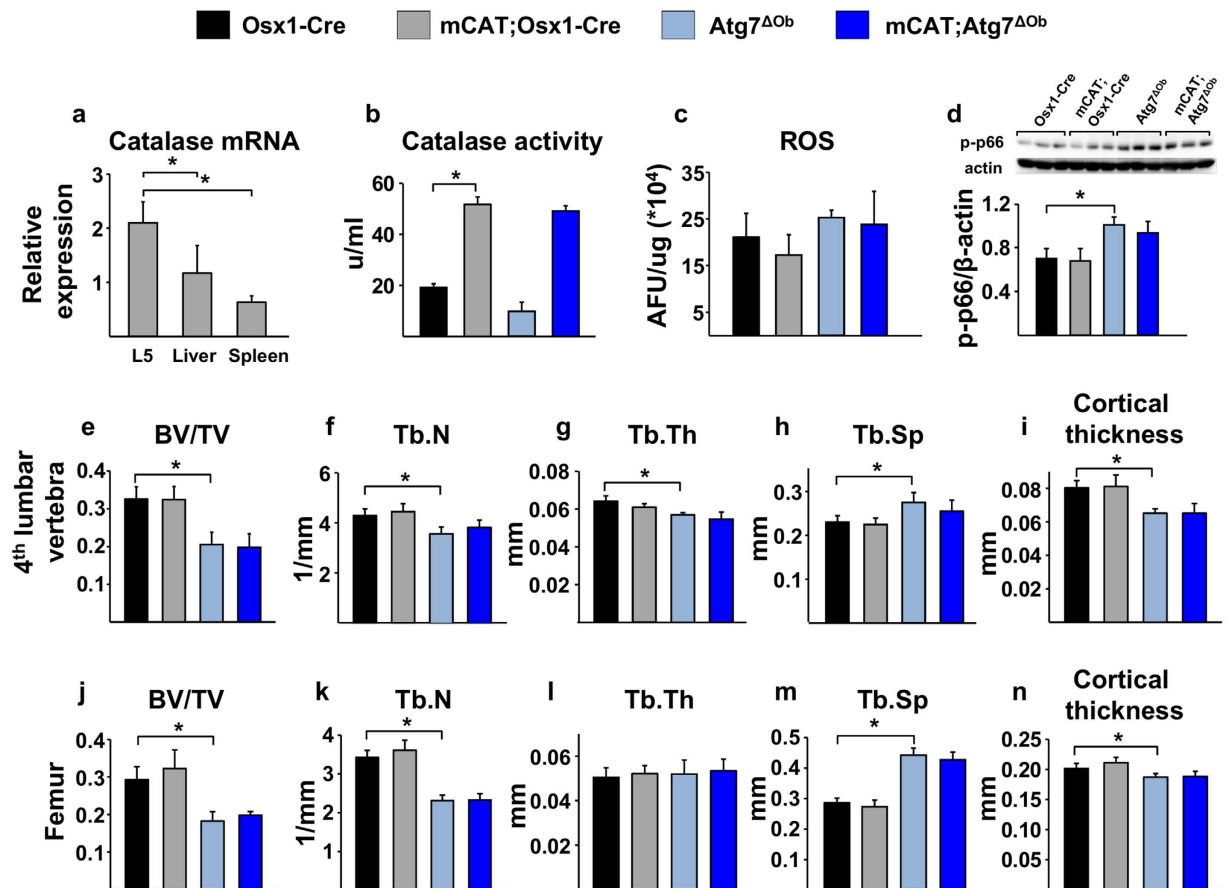 Osx1-Cre mCAT;Osx1-Cre Atg7ΔOb mCAT;Atg7ΔOb
a
Catalase mRNA
*
*
Relative
expression
3
2
1
L5 Liver Spleen
b
Catalase activity
*
u/ml
60
40
20
c
ROS
AFU/ug (*10⁴)
35
25
15
5
d
Osx1-Cre
mCAT;
Osx1-Cre
Atg7ΔOb
mCAT;
Atg7ΔOb
p-p66
actin
*
p-p66/β-actin
1.2
0.8
0.4
4th lumbar
vertebra
e
BV/TV
*
0.4
0.3
0.2
0.1
f
Tb.N
*
1/mm
6
4
2
g
Tb.Th
*
mm
0.08
0.06
0.04
0.02
h
Tb.Sp
*
mm
0.3
0.2
0.1
i
Cortical
thickness
*
mm
0.08
0.06
0.04
0.02
Femur
j
BV/TV
*
0.4
0.3
0.2
0.1
k
Tb.N
*
1/mm
4
3
2
1
l
Tb.Th
mm
0.06
0.04
0.02
m
Tb.Sp
*
mm
0.5
0.4
0.3
0.2
0.1
n
Cortical
thickness
*
mm
0.20
0.25
0.15
0.10
0.05